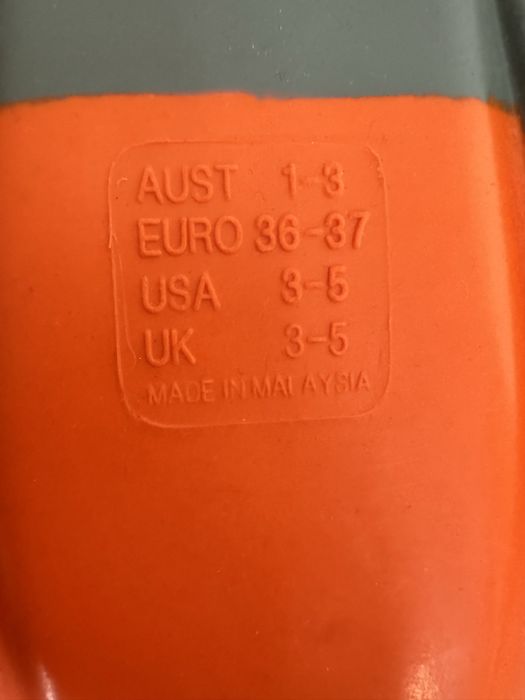 AUST 1-3
EURO 36-37
USA 3-5
UK 3-5
MADE IN MALAYSIA